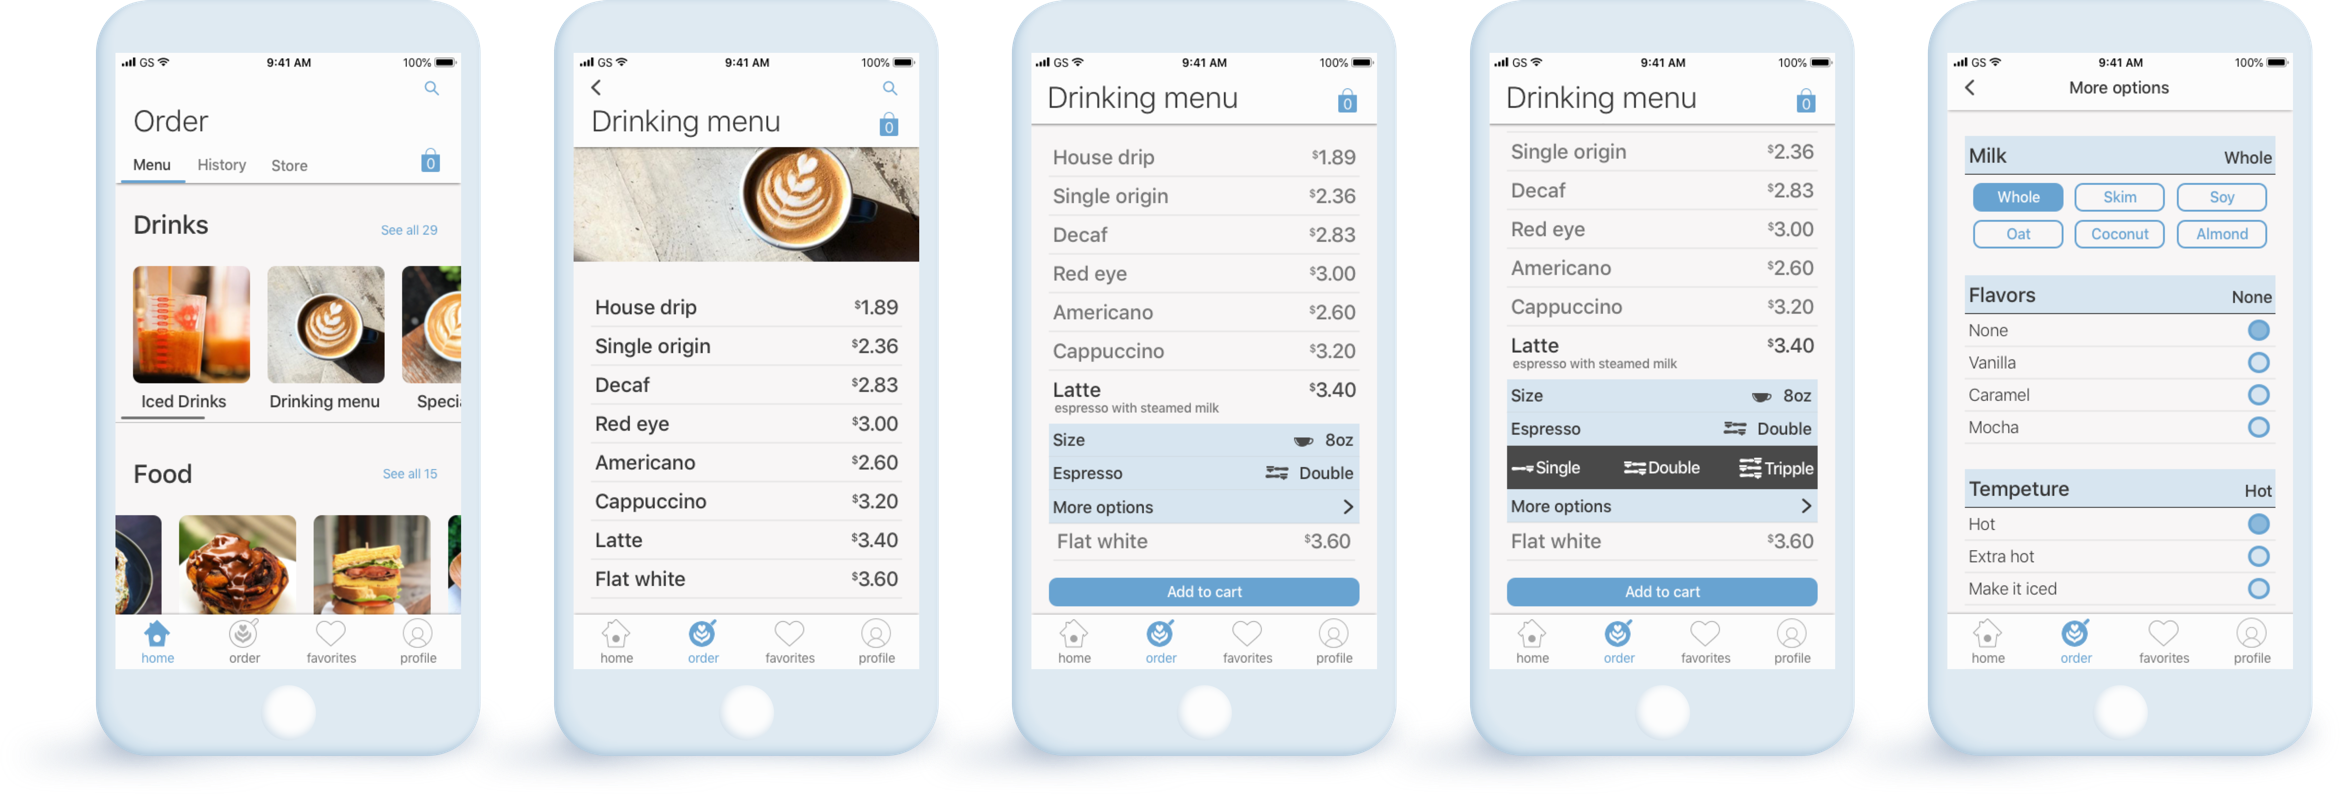 GS 9:41 AM 100%
Order
0
Menu History Store
Drinks See all 29
Iced Drinks Drinking menu Speci
Food See all 15
home order favorites profile
GS 9:41 AM 100%
Drinking menu
0
House drip $1.89
Single origin $2.36
Decaf $2.83
Red eye $3.00
Americano $2.60
Cappuccino $3.20
Latte $3.40
Flat white $3.60
home order favorites profile
GS 9:41 AM 100%
Drinking menu
0
House drip $1.89
Single origin $2.36
Decaf $2.83
Red eye $3.00
Americano $2.60
Cappuccino $3.20
Latte $3.40
espresso with steamed milk
Size 8oz
Espresso Double
More options
Flat white $3.60
Add to cart
home order favorites profile
GS 9:41 AM 100%
Drinking menu
0
Single origin $2.36
Decaf $2.83
Red eye $3.00
Americano $2.60
Cappuccino $3.20
Latte $3.40
espresso with steamed milk
Size 8oz
Espresso Double
Single Double Tripple
More options
Flat white $3.60
Add to cart
home order favorites profile
GS 9:41 AM 100%
More options
Milk Whole
Whole Skim Soy
Oat Coconut Almond
Flavors None
None
Vanilla
Caramel
Mocha
Tempeture Hot
Hot
Extra hot
Make it iced
home order favorites profile